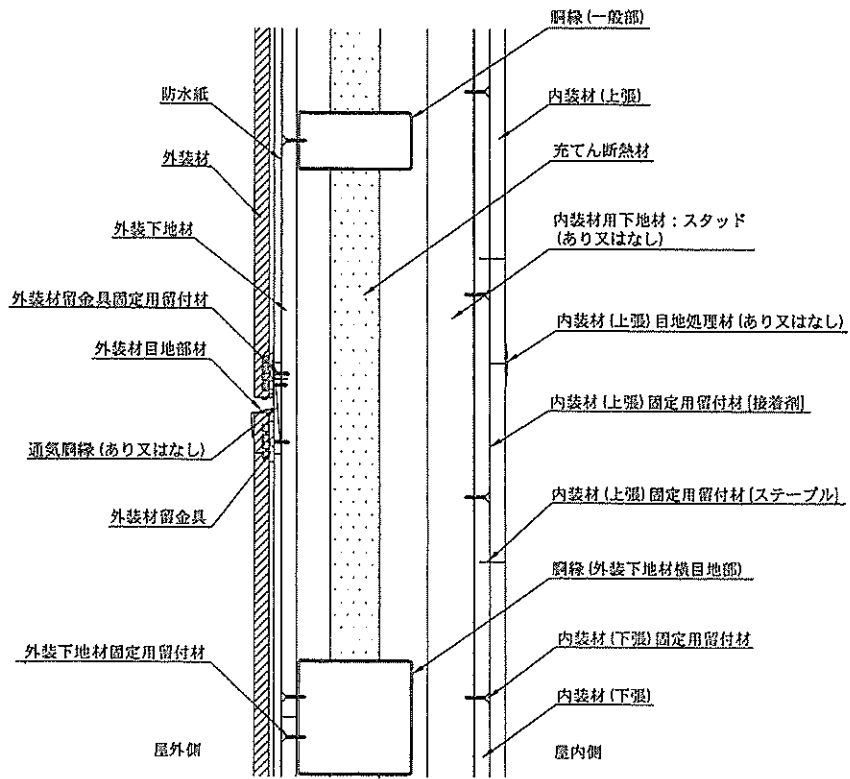 胴縁(一般部)
防水紙
内装材(上張)
外装材
充てん断熱材
外装下地材
内装材用下地材:スタッド
(あり又はなし)
外装材留金具固定用留付材
内装材(上張)目地処理材(あり又はなし)
外装材目地部材
内装材(上張)固定用留付材[接着剤]
通気胴縁(あり又はなし)
内装材(上張)固定用留付材[ステープル]
外装材留金具
胴縁(外装下地材横目地部)
外装下地材固定用留付材
内装材(下張)固定用留付材
内装材(下張)
屋外側
屋内側